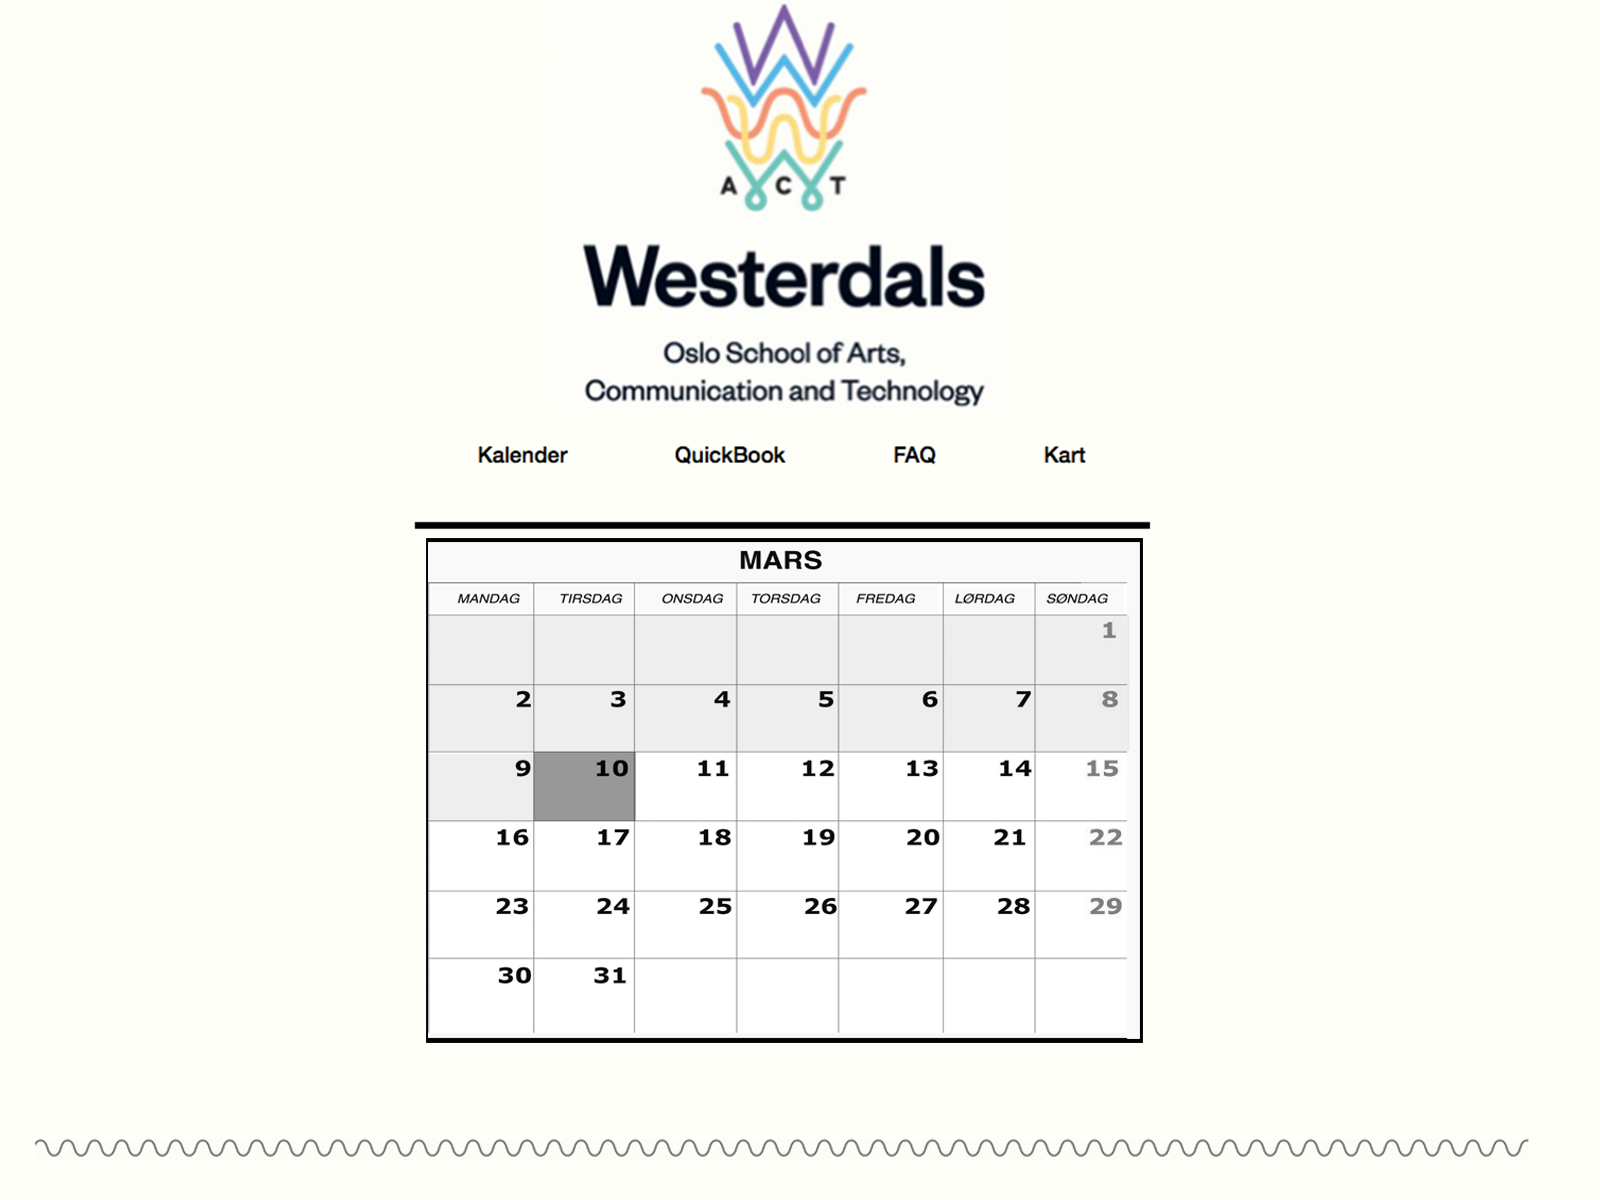 A C T
Westerdals
Oslo School of Arts,
Communication and Technology
Kalender QuickBook FAQ Kart
MARS
MANDAG TIRSDAG ONSDAG TORSDAG FREDAG LØRDAG SØNDAG
1
2 3 4 5 6 7 8
9 10 11 12 13 14 15
16 17 18 19 20 21 22
23 24 25 26 27 28 29
30 31